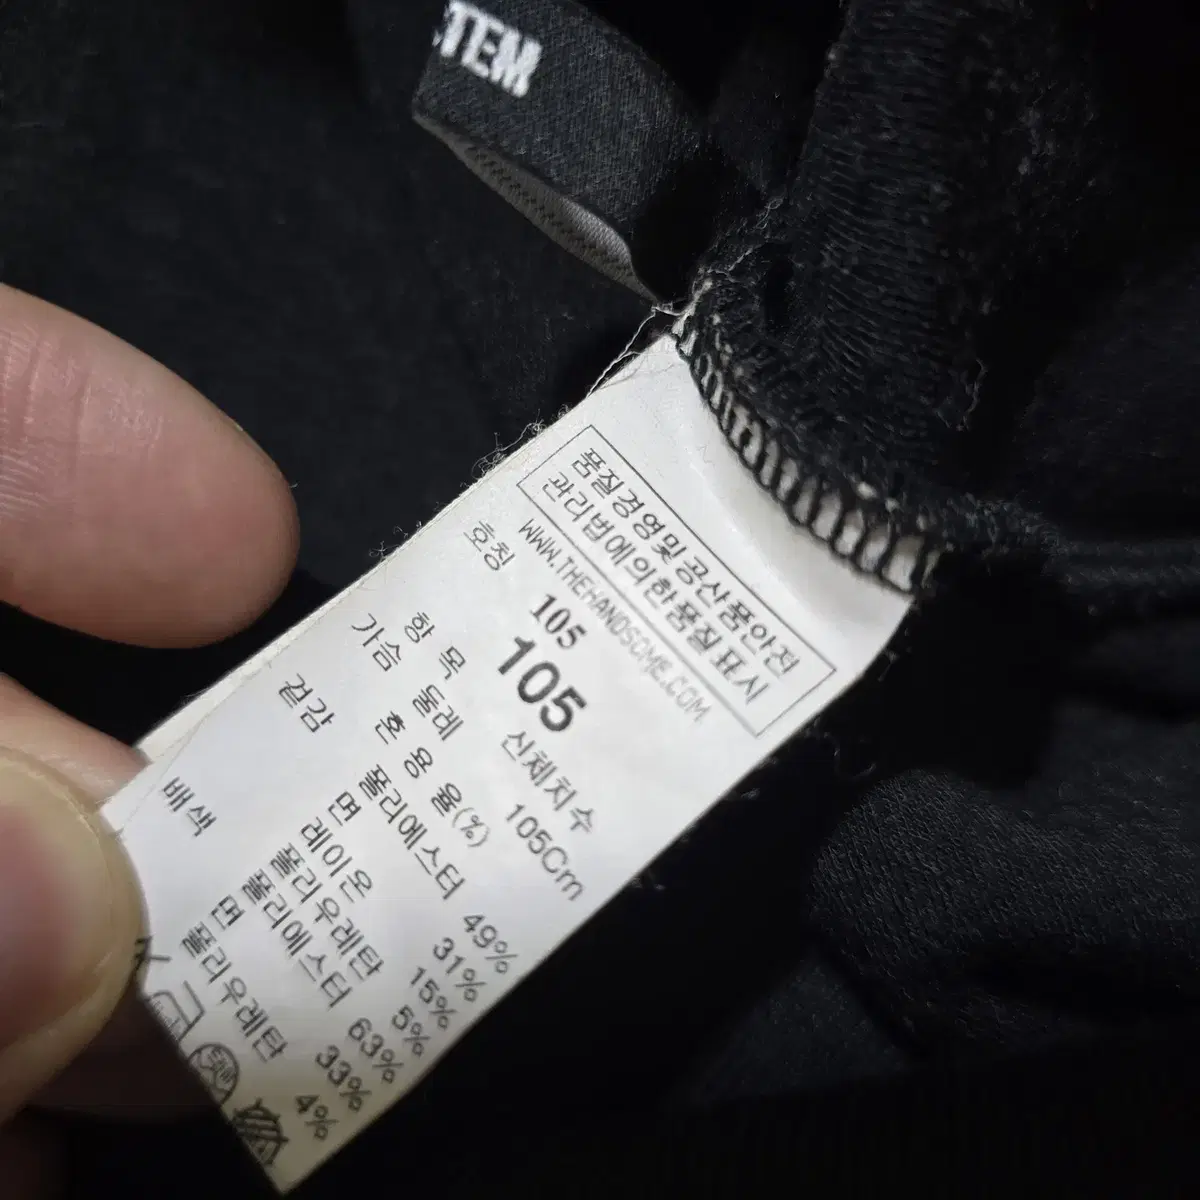 TEM
품질경영및공산품안전
관리법에의한품질표시
WWW.THEHANDSOME.COM
호칭 105
105
항목 신체치수
가슴둘레 105Cm
혼용율(%)
겉감 폴리에스터 49%
면 31%
레이온 15%
폴리우레탄 5%
배색 폴리에스터 63%
면 33%
폴리우레탄 4%